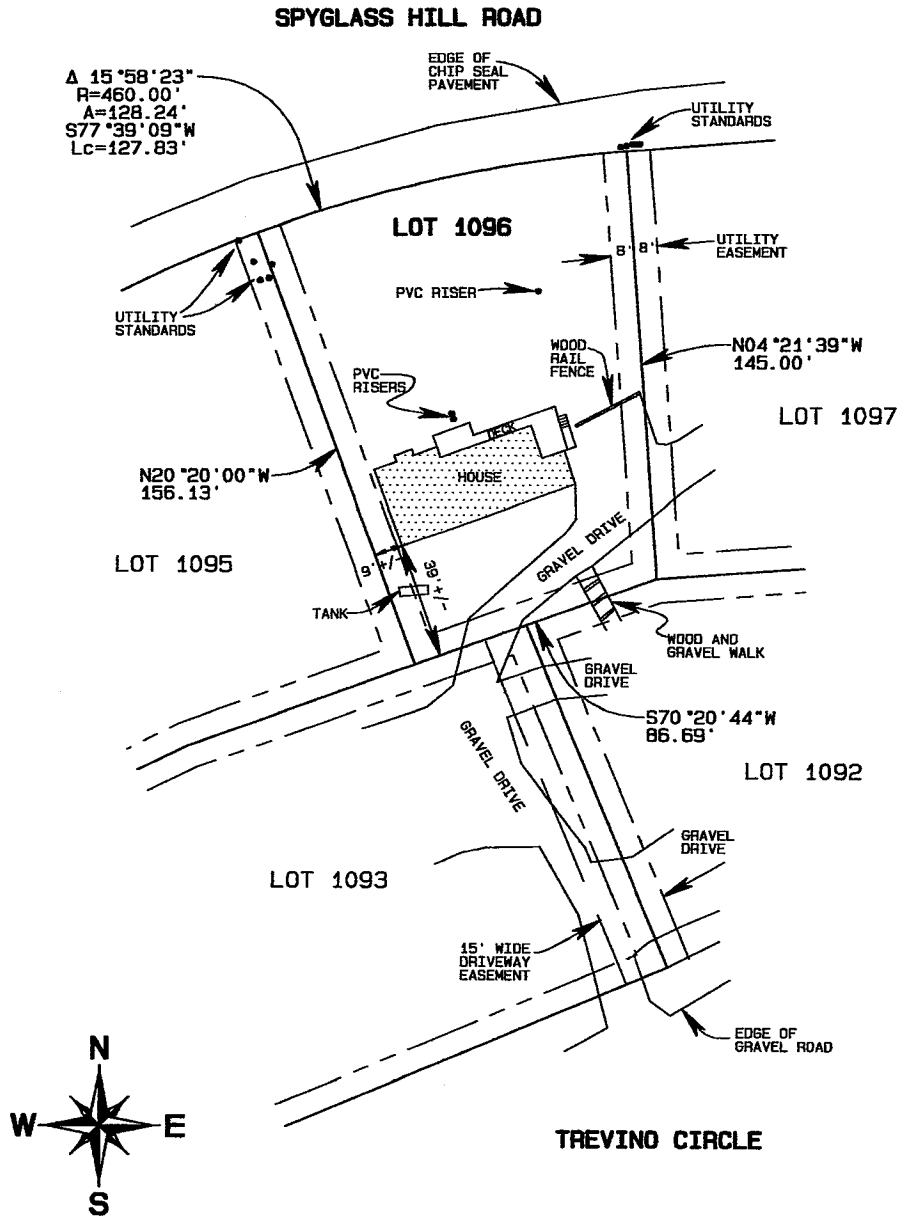 SPYGLASS HILL ROAD
Δ 15°58'23"
R=460.00'
A=128.24'
S77°39'09"W
Lc=127.83'
EDGE OF
CHIP SEAL
PAVEMENT
UTILITY
STANDARDS
LOT 1096
8' 8'
UTILITY
EASEMENT
PVC RISER
UTILITY
STANDARDS
WOOD
RAIL
FENCE
N04°21'39"W
145.00'
PVC
RISERS
LOT 1097
DECK
HOUSE
N20°20'00"W
156.13'
LOT 1095
9'+/-
39'+/-
GRAVEL DRIVE
TANK
WOOD AND
GRAVEL WALK
GRAVEL
DRIVE
S70°20'44"W
86.69'
GRAVEL DRIVE
LOT 1092
GRAVEL
DRIVE
LOT 1093
15' WIDE
DRIVEWAY
EASEMENT
EDGE OF
GRAVEL ROAD
N
W E
S
TREVINO CIRCLE